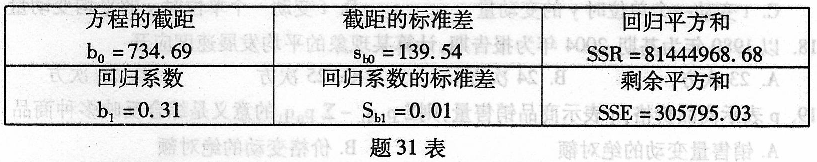 方程的截距 截距的标准差 回归平方和
b₀=734.69 s_b0=139.54 SSR=81444968.68
回归系数 回归系数的标准差 剩余平方和
b₁=0.31 S_b1=0.01 SSE=305795.03
题31表